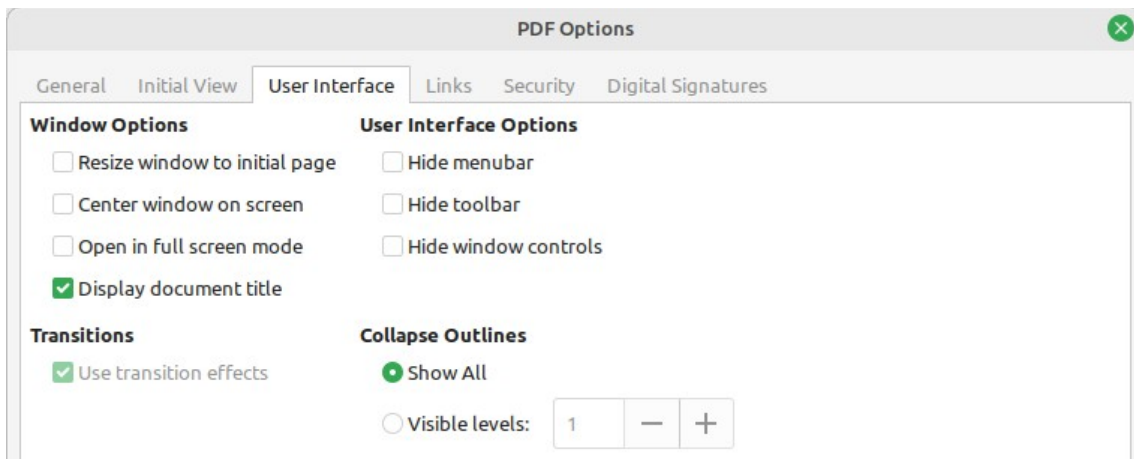 PDF Options
General Initial View User Interface Links Security Digital Signatures
Window Options User Interface Options
Resize window to initial page Hide menubar
Center window on screen Hide toolbar
Open in full screen mode Hide window controls
Display document title
Transitions Collapse Outlines
Use transition effects Show All
Visible levels: 1